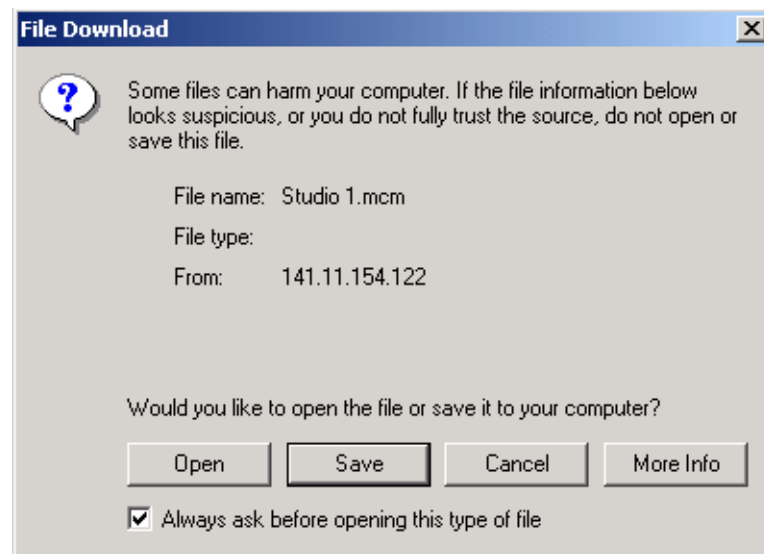 File Download
Some files can harm your computer. If the file information below
looks suspicious, or you do not fully trust the source, do not open or
save this file.
File name: Studio 1.mcm
File type:
From: 141.11.154.122
Would you like to open the file or save it to your computer?
Open Save Cancel More Info
Always ask before opening this type of file